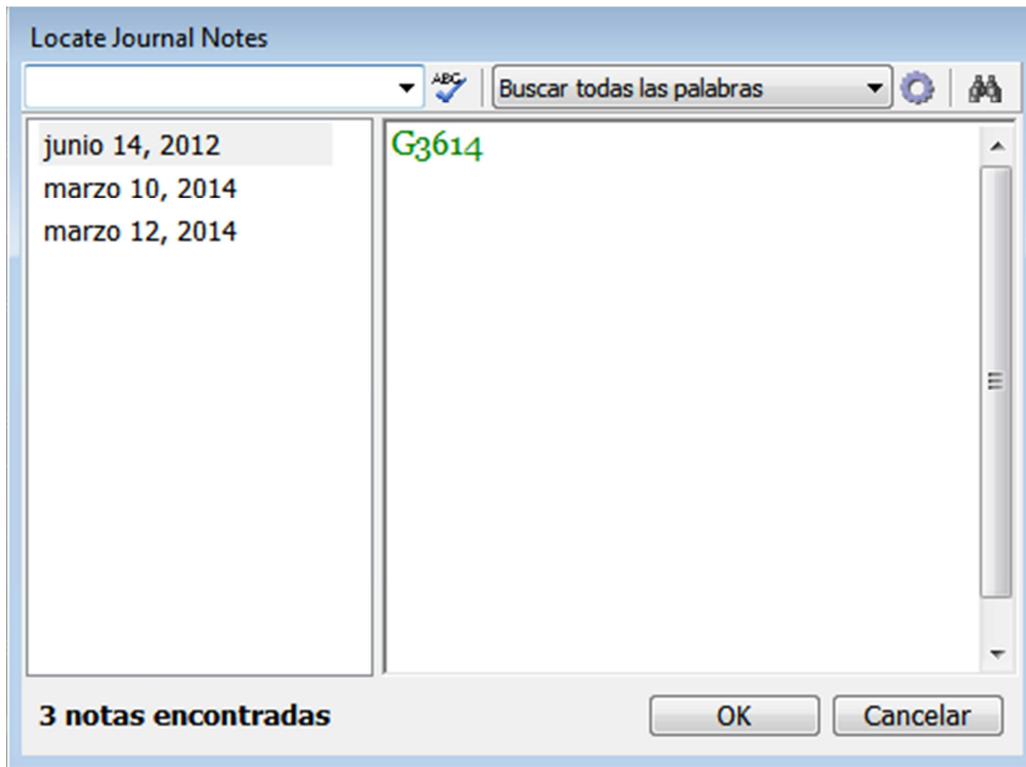 Locate Journal Notes
ABC Buscar todas las palabras
junio 14, 2012
marzo 10, 2014
marzo 12, 2014
G3614
3 notas encontradas
OK
Cancelar